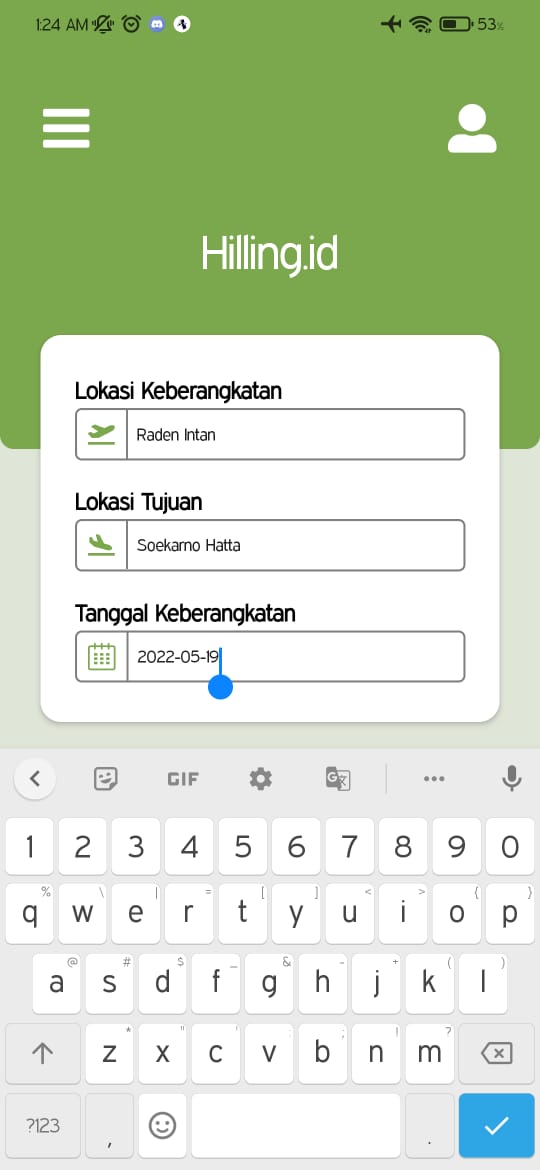 1:24 AM 53%
Hilling.id
Lokasi Keberangkatan
Raden Intan
Lokasi Tujuan
Soekarno Hatta
Tanggal Keberangkatan
2022-05-19
GIF
1 2 3 4 5 6 7 8 9 0
% \ | = [ ] < > { }
q w e r t y u i o p
@ # $ _ & - + ( )
a s d f g h j k l
* " ' : ; ! ?
z x c v b n m
?123 , .